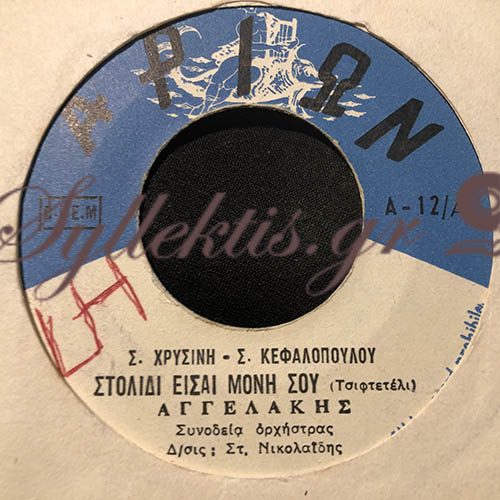 ΑΡΙΩΝ
A-12/A
Syllektis.gr
Σ. ΧΡΥΣΙΝΗ - Σ. ΚΕΦΑΛΟΠΟΥΛΟΥ
ΣΤΟΛΙΔΙ ΕΙΣΑΙ ΜΟΝΗ ΣΟΥ (Τσιφτετέλι)
ΑΓΓΕΛΑΚΗΣ
Συνοδεία ὀρχήστρας
Δ/σις; Στ. Νικολαΐδης